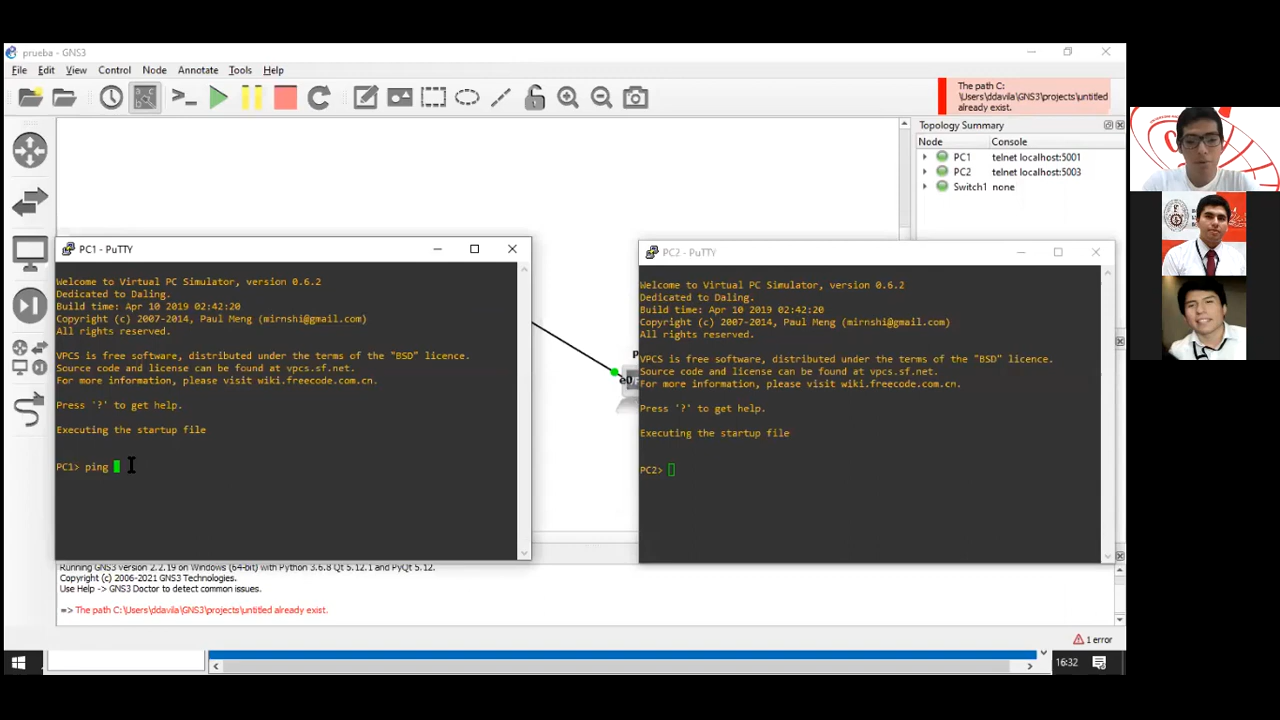 prueba - GNS3
File Edit View Control Node Annotate Tools Help
The path C:
\Users\ddavila\GNS3\projects\untitled
already exist.
Topology Summary
Node Console
PC1 telnet localhost:5001
PC2 telnet localhost:5003
Switch1 none
PC1 - PuTTY
Welcome to Virtual PC Simulator, version 0.6.2
Dedicated to Daling.
Build time: Apr 10 2019 02:42:20
Copyright (c) 2007-2014, Paul Meng (mirnshi@gmail.com)
All rights reserved.
VPCS is free software, distributed under the terms of the "BSD" licence.
Source code and license can be found at vpcs.sf.net.
For more information, please visit wiki.freecode.com.cn.
Press '?' to get help.
Executing the startup file
PC1> ping
e0
PC2 - PuTTY
Welcome to Virtual PC Simulator, version 0.6.2
Dedicated to Daling.
Build time: Apr 10 2019 02:42:20
Copyright (c) 2007-2014, Paul Meng (mirnshi@gmail.com)
All rights reserved.
VPCS is free software, distributed under the terms of the "BSD" licence.
Source code and license can be found at vpcs.sf.net.
For more information, please visit wiki.freecode.com.cn.
Press '?' to get help.
Executing the startup file
PC2>
Running GNS3 version 2.2.19 on Windows (64-bit) with Python 3.6.8 Qt 5.12.1 and PyQt 5.12.
Copyright (c) 2006-2021 GNS3 Technologies.
Use Help -> GNS3 Doctor to detect common issues.
=> The path C:\Users\ddavila\GNS3\projects\untitled already exist.
1 error
16:32